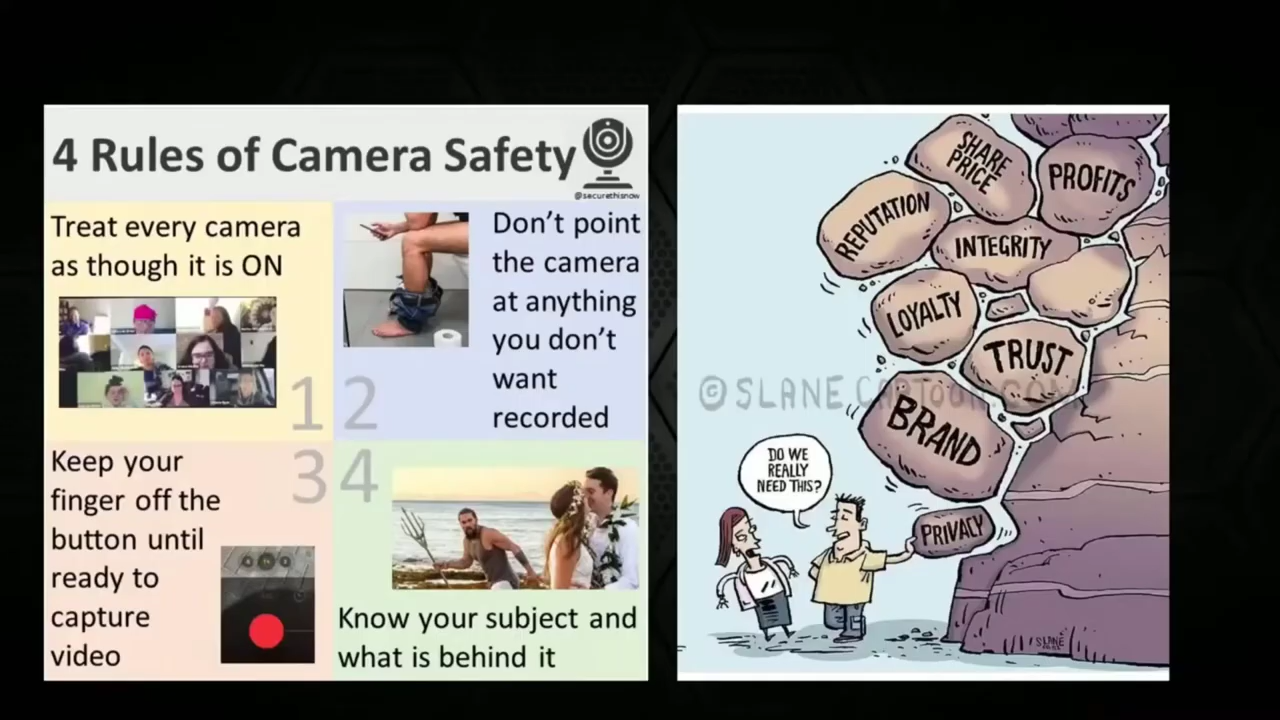 4 Rules of Camera Safety
@securethisnow
Treat every camera
as though it is ON
1
2
Don't point
the camera
at anything
you don't
want
recorded
Keep your
finger off the
button until
ready to
capture
video
3
4
Know your subject and
what is behind it
SHARE
PRICE
PROFITS
REPUTATION
INTEGRITY
LOYALTY
TRUST
©SLANECARTOON.COM
BRAND
DO WE
REALLY
NEED THIS?
PRIVACY
SLANE